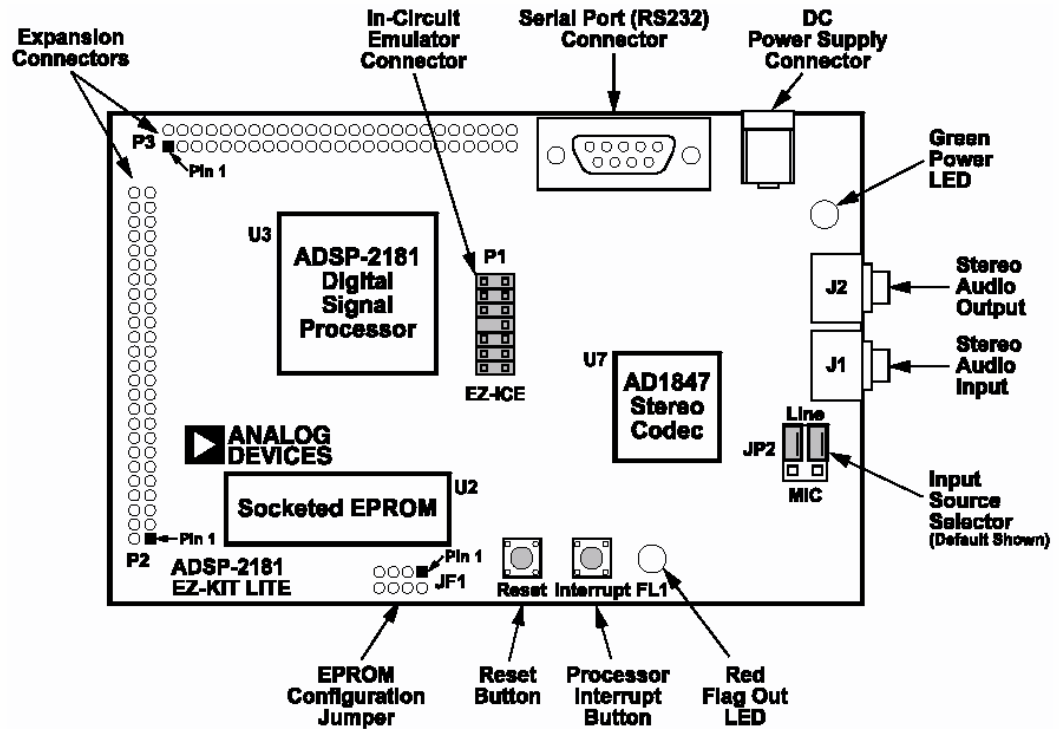 Expansion
Connectors
In-Circuit
Emulator
Connector
Serial Port (RS232)
Connector
DC
Power Supply
Connector
P3
Pin 1
Green
Power
LED
U3
ADSP-2181
Digital
Signal
Processor
P1
EZ-ICE
J2
Stereo
Audio
Output
J1
Stereo
Audio
Input
U7
AD1847
Stereo
Codec
Line
JP2
MIC
Input
Source
Selector
(Default Shown)
ANALOG
DEVICES
U2
Socketed EPROM
Pin 1
P2
ADSP-2181
EZ-KIT LITE
Pin 1
JF1
Reset
Interrupt
FL1
EPROM
Configuration
Jumper
Reset
Button
Processor
Interrupt
Button
Red
Flag Out
LED